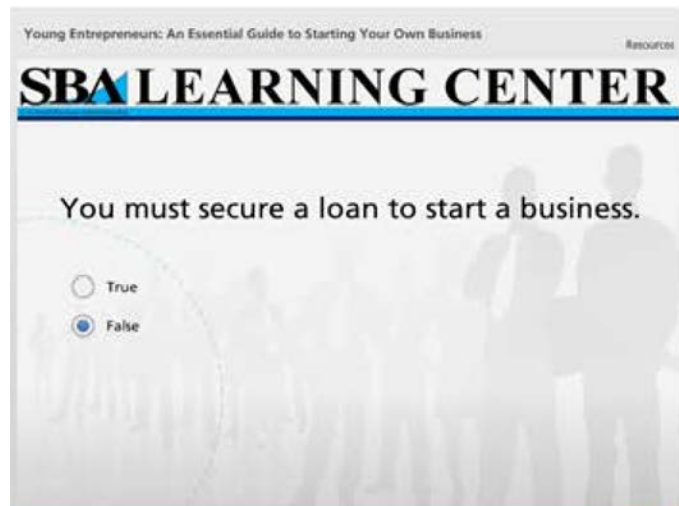 Young Entrepreneurs: An Essential Guide to Starting Your Own Business
Resources
SBA LEARNING CENTER
You must secure a loan to start a business.
True
False